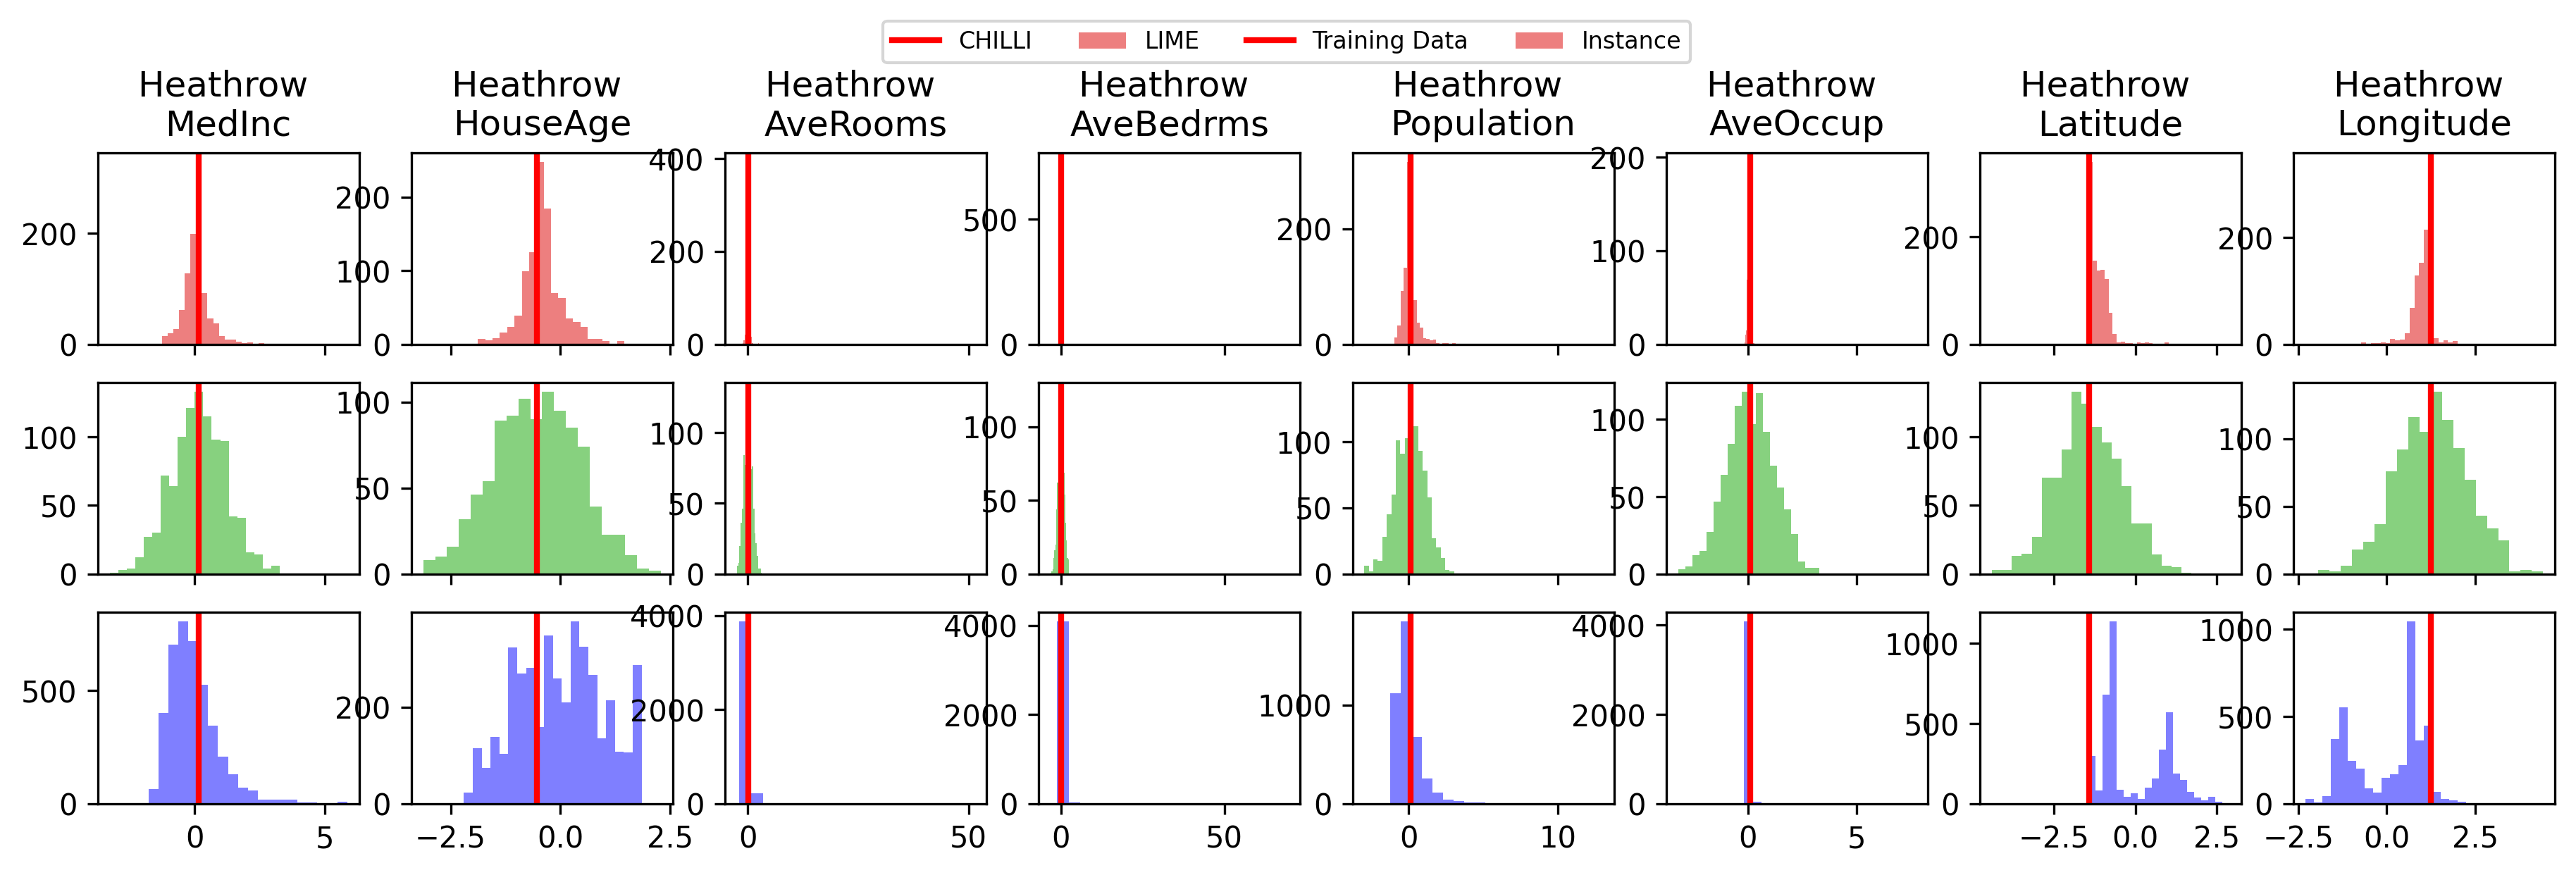 CHILLI LIME Training Data Instance
Heathrow Heathrow Heathrow Heathrow Heathrow Heathrow Heathrow Heathrow
MedInc HouseAge AveRooms AveBedrms Population AveOccup Latitude Longitude
200 0
200 100 0
400 200 0
500 0
200 0
200 100 0
200 0
200 0
100 50 0
100 50 0
100 50 0
100 50 0
100 50 0
100 50 0
100 50 0
100 50 0
500 0
200 0
4000 2000 0
4000 2000 0
1000 0
4000 2000 0
1000 500 0
1000 500 0
0 5 −2.5 0.0 2.5 0 50 0 50 0 10 0 5 −2.5 0.0 2.5 −2.5 0.0 2.5